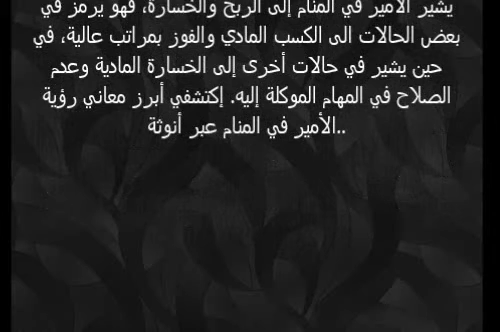 يشير الأمير في المنام إلى الربح والخسارة، فهو يرمز في
بعض الحالات الى الكسب المادي والفوز بمراتب عالية، في
حين يشير في حالات أخرى إلى الخسارة المادية وعدم
الصلاح في المهام الموكلة إليه. إكتشفي أبرز معاني رؤية
الأمير في المنام عبر أنوثة..